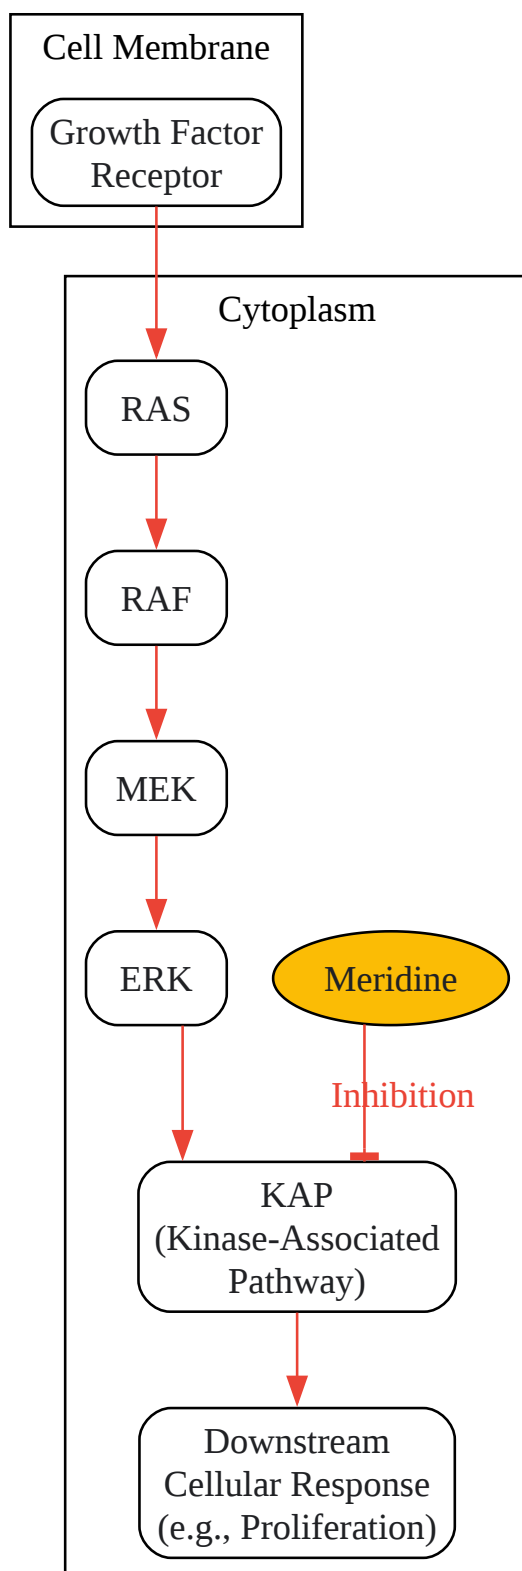 Cell Membrane
Growth Factor
Receptor
Cytoplasm
RAS
RAF
MEK
ERK
Meridine
Inhibition
KAP
(Kinase-Associated
Pathway)
Downstream
Cellular Response
(e.g., Proliferation)